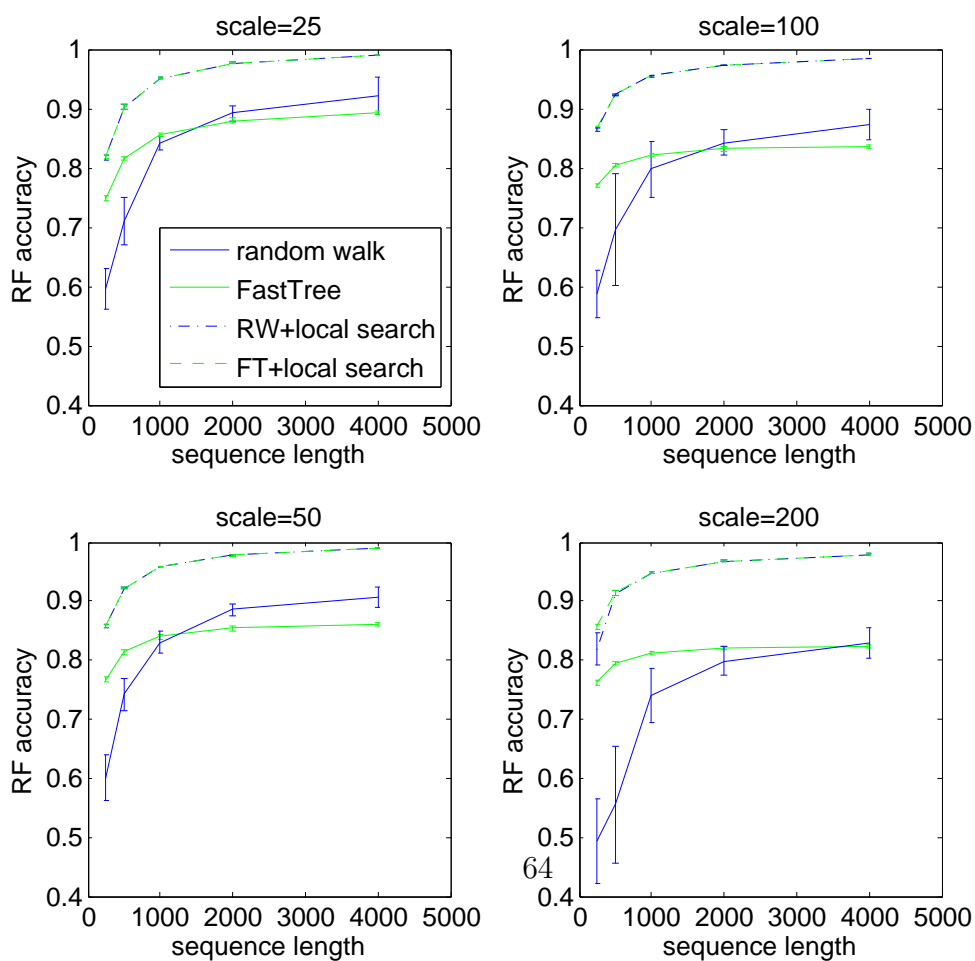 scale=25
1
0.9
0.8
0.7
0.6
0.5
0.4
RF accuracy
random walk
FastTree
RW+local search
FT+local search
0 1000 2000 3000 4000 5000
sequence length
scale=100
1
0.9
0.8
0.7
0.6
0.5
0.4
RF accuracy
0 1000 2000 3000 4000 5000
sequence length
scale=50
1
0.9
0.8
0.7
0.6
0.5
0.4
RF accuracy
0 1000 2000 3000 4000 5000
sequence length
scale=200
1
0.9
0.8
0.7
0.6
0.5
0.4
RF accuracy
0 1000 2000 3000 4000 5000
sequence length
64